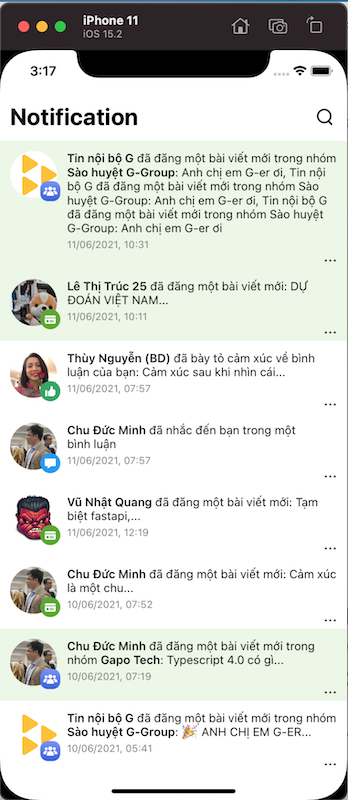 iPhone 11
iOS 15.2
3:17
Notification
Tin nội bộ G đã đăng một bài viết mới trong nhóm
Sào huyệt G-Group: Anh chị em G-er ơi, Tin nội
bộ G đã đăng một bài viết mới trong nhóm Sào
huyệt G-Group: Anh chị em G-er ơi, Tin nội bộ G
đã đăng một bài viết mới trong nhóm Sào huyệt
G-Group: Anh chị em G-er ơi
11/06/2021, 10:31
...
Lê Thị Trúc 25 đã đăng một bài viết mới: DỰ
ĐOÁN VIỆT NAM...
11/06/2021, 10:11
...
Thùy Nguyễn (BD) đã bày tỏ cảm xúc về bình
luận của bạn: Cảm xúc sau khi nhìn cái...
11/06/2021, 07:57
...
Chu Đức Minh đã nhắc đến bạn trong một
bình luận
11/06/2021, 07:57
...
Vũ Nhật Quang đã đăng một bài viết mới: Tạm
biệt fastapi,...
11/06/2021, 12:19
...
Chu Đức Minh đã đăng một bài viết mới: Cảm xúc
là một chu...
10/06/2021, 07:52
...
Chu Đức Minh đã đăng một bài viết mới trong
nhóm Gapo Tech: Typescript 4.0 có gì...
10/06/2021, 07:19
...
Tin nội bộ G đã đăng một bài viết mới trong nhóm
Sào huyệt G-Group: 🎉 ANH CHỊ EM G-ER...
10/06/2021, 05:41
...